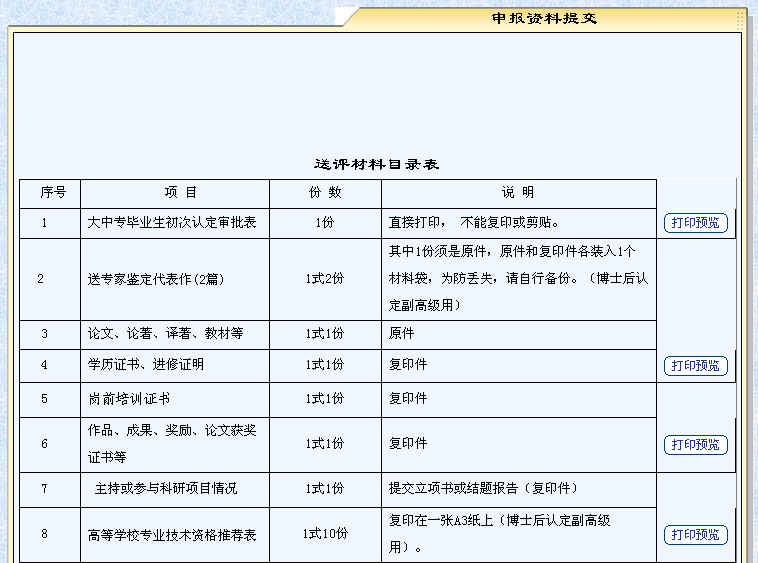 申报资料提交
送评材料目录表
序号 项 目 份 数 说 明
1 大中专毕业生初次认定审批表 1份 直接打印， 不能复印或剪贴。 打印预览
2 送专家鉴定代表作(2篇) 1式2份 其中1份须是原件，原件和复印件各装入1个
材料袋，为防丢失，请自行备份。（博士后认
定副高级用）
3 论文、论著、译著、教材等 1式1份 原件
4 学历证书、进修证明 1式1份 复印件 打印预览
5 岗前培训证书 1式1份 复印件
6 作品、成果、奖励、论文获奖
证书等 1式1份 复印件 打印预览
7 主持或参与科研项目情况 1式1份 提交立项书或结题报告（复印件）
8 高等学校专业技术资格推荐表 1式10份 复印在一张A3纸上（博士后认定副高级
用）。 打印预览